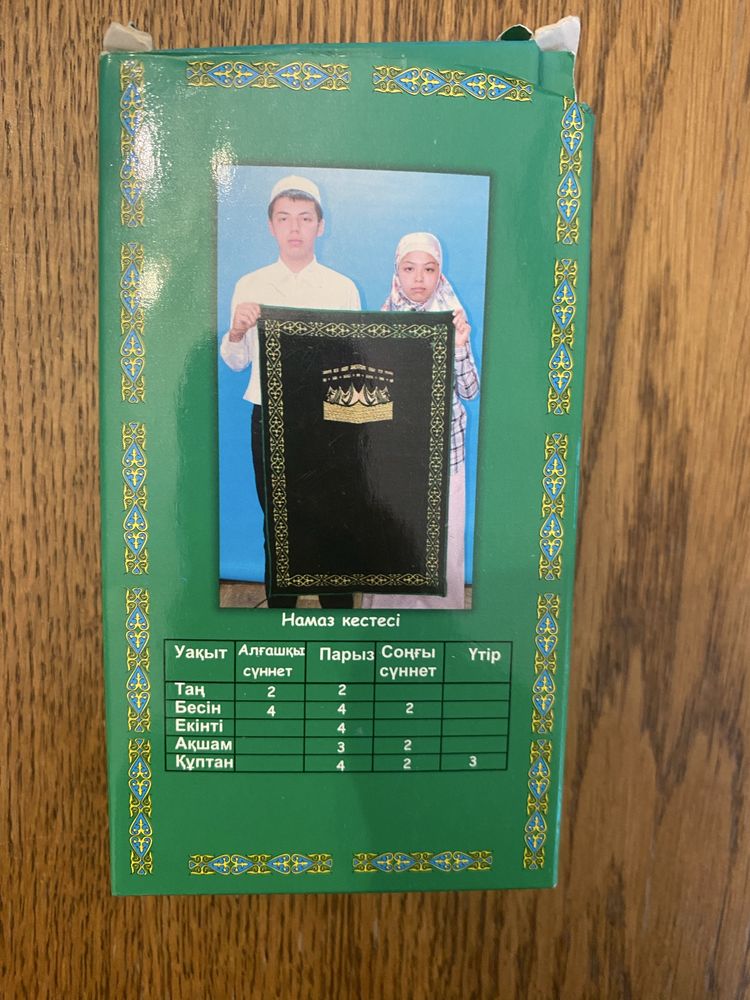 Намаз кестесі
Уақыт Алғашқы сүннет Парыз Соңғы сүннет Үтір
Таң 2 2
Бесін 4 4 2
Екінті 4
Ақшам 3 2
Құптан 4 2 3